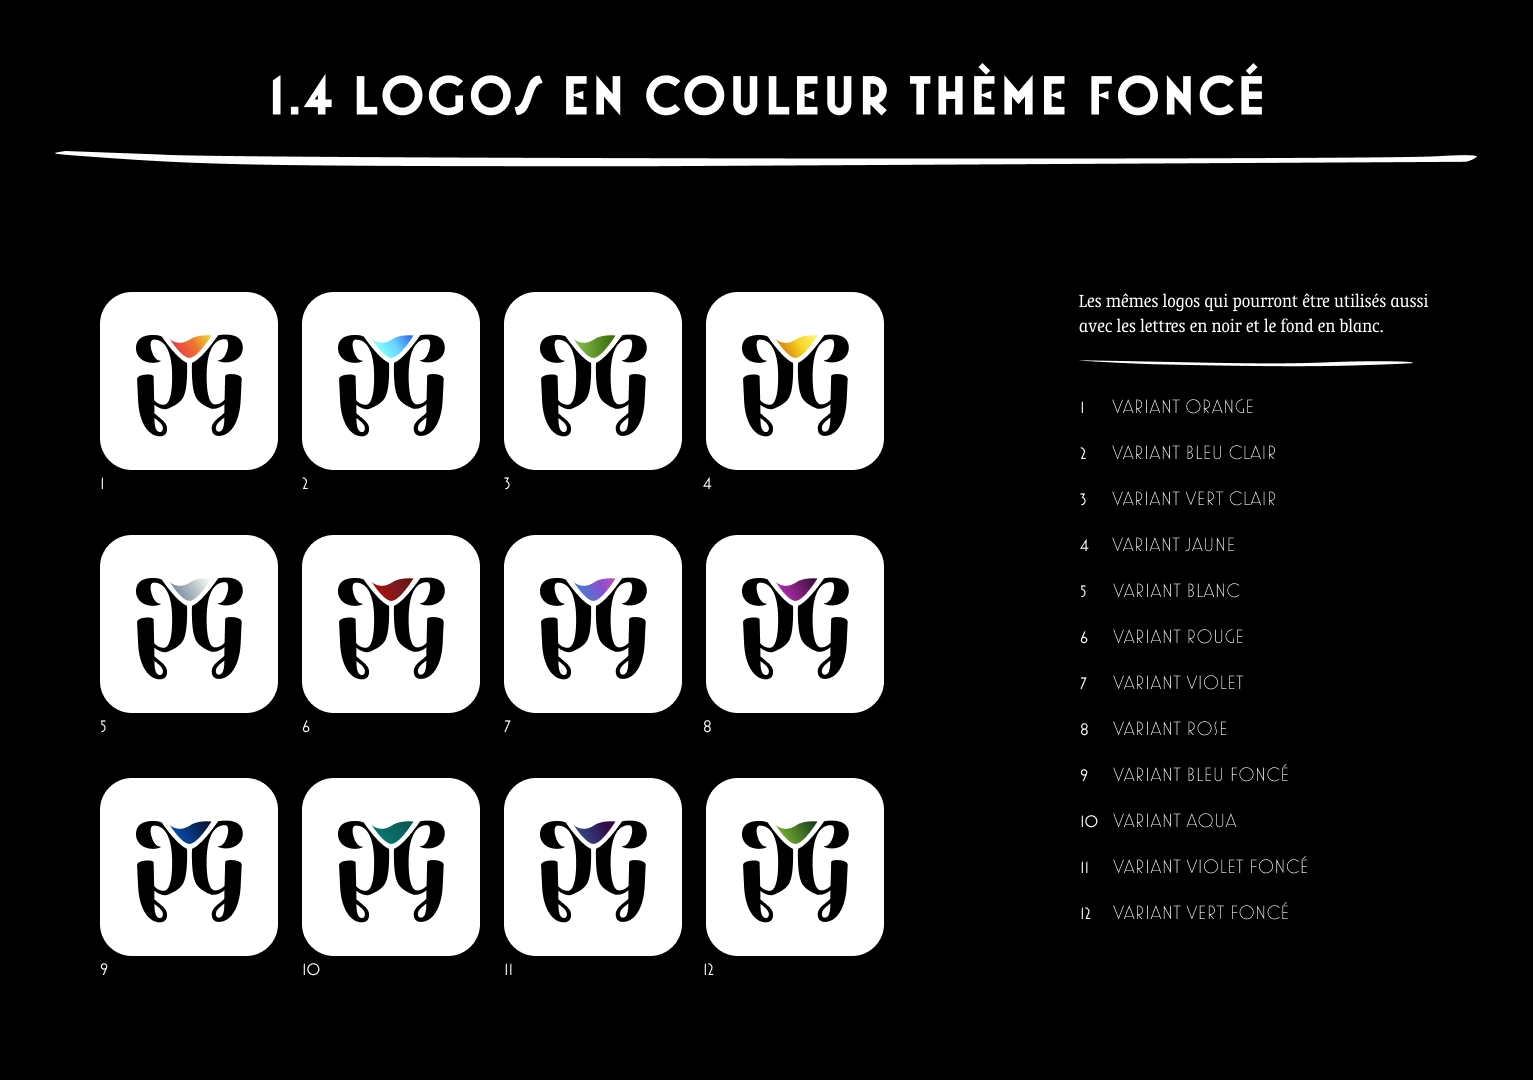 1.4 LOGOS EN COULEUR THÈME FONCÉ
Les mêmes logos qui pourront être utilisés aussi
avec les lettres en noir et le fond en blanc.
1 VARIANT ORANGE
2 VARIANT BLEU CLAIR
3 VARIANT VERT CLAIR
4 VARIANT JAUNE
5 VARIANT BLANC
6 VARIANT ROUGE
7 VARIANT VIOLET
8 VARIANT ROSE
9 VARIANT BLEU FONCÉ
10 VARIANT AQUA
11 VARIANT VIOLET FONCÉ
12 VARIANT VERT FONCÉ
1 2 3 4
5 6 7 8
9 10 11 12